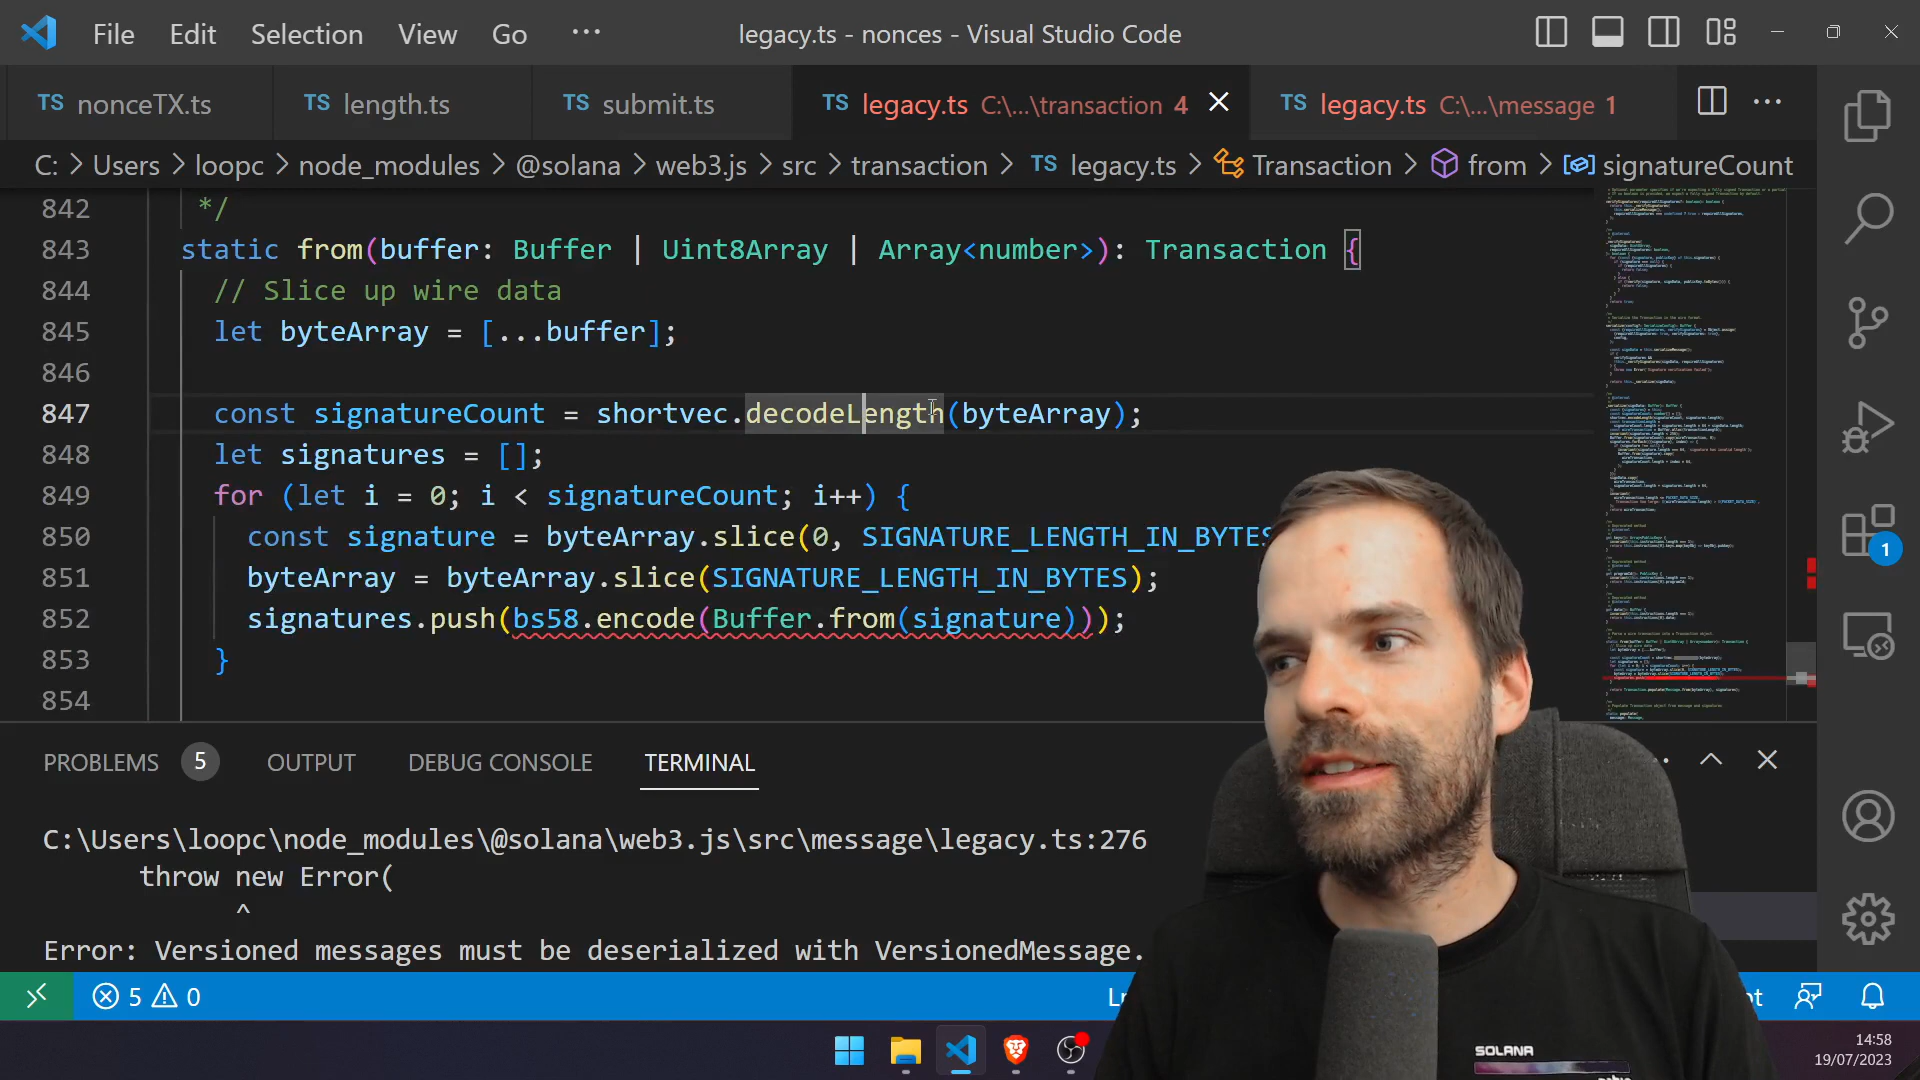 File Edit Selection View Go ··· legacy.ts - nonces - Visual Studio Code
TS nonceTX.ts TS length.ts TS submit.ts TS legacy.ts C:\...\transaction 4 TS legacy.ts C:\...\message 1 ···
C: > Users > loopc > node_modules > @solana > web3.js > src > transaction > TS legacy.ts > Transaction > from > signatureCount
842 */
843 static from(buffer: Buffer | Uint8Array | Array<number>): Transaction {
844 // Slice up wire data
845 let byteArray = [...buffer];
846
847 const signatureCount = shortvec.decodeLength(byteArray);
848 let signatures = [];
849 for (let i = 0; i < signatureCount; i++) {
850 const signature = byteArray.slice(0, SIGNATURE_LENGTH_IN_BYTES
851 byteArray = byteArray.slice(SIGNATURE_LENGTH_IN_BYTES);
852 signatures.push(bs58.encode(Buffer.from(signature)));
853 }
854
1
PROBLEMS 5 OUTPUT DEBUG CONSOLE TERMINAL
C:\Users\loopc\node_modules\@solana\web3.js\src\message\legacy.ts:276
throw new Error(
^
Error: Versioned messages must be deserialized with VersionedMessage.
5 0
14:58
19/07/2023
SOLANA